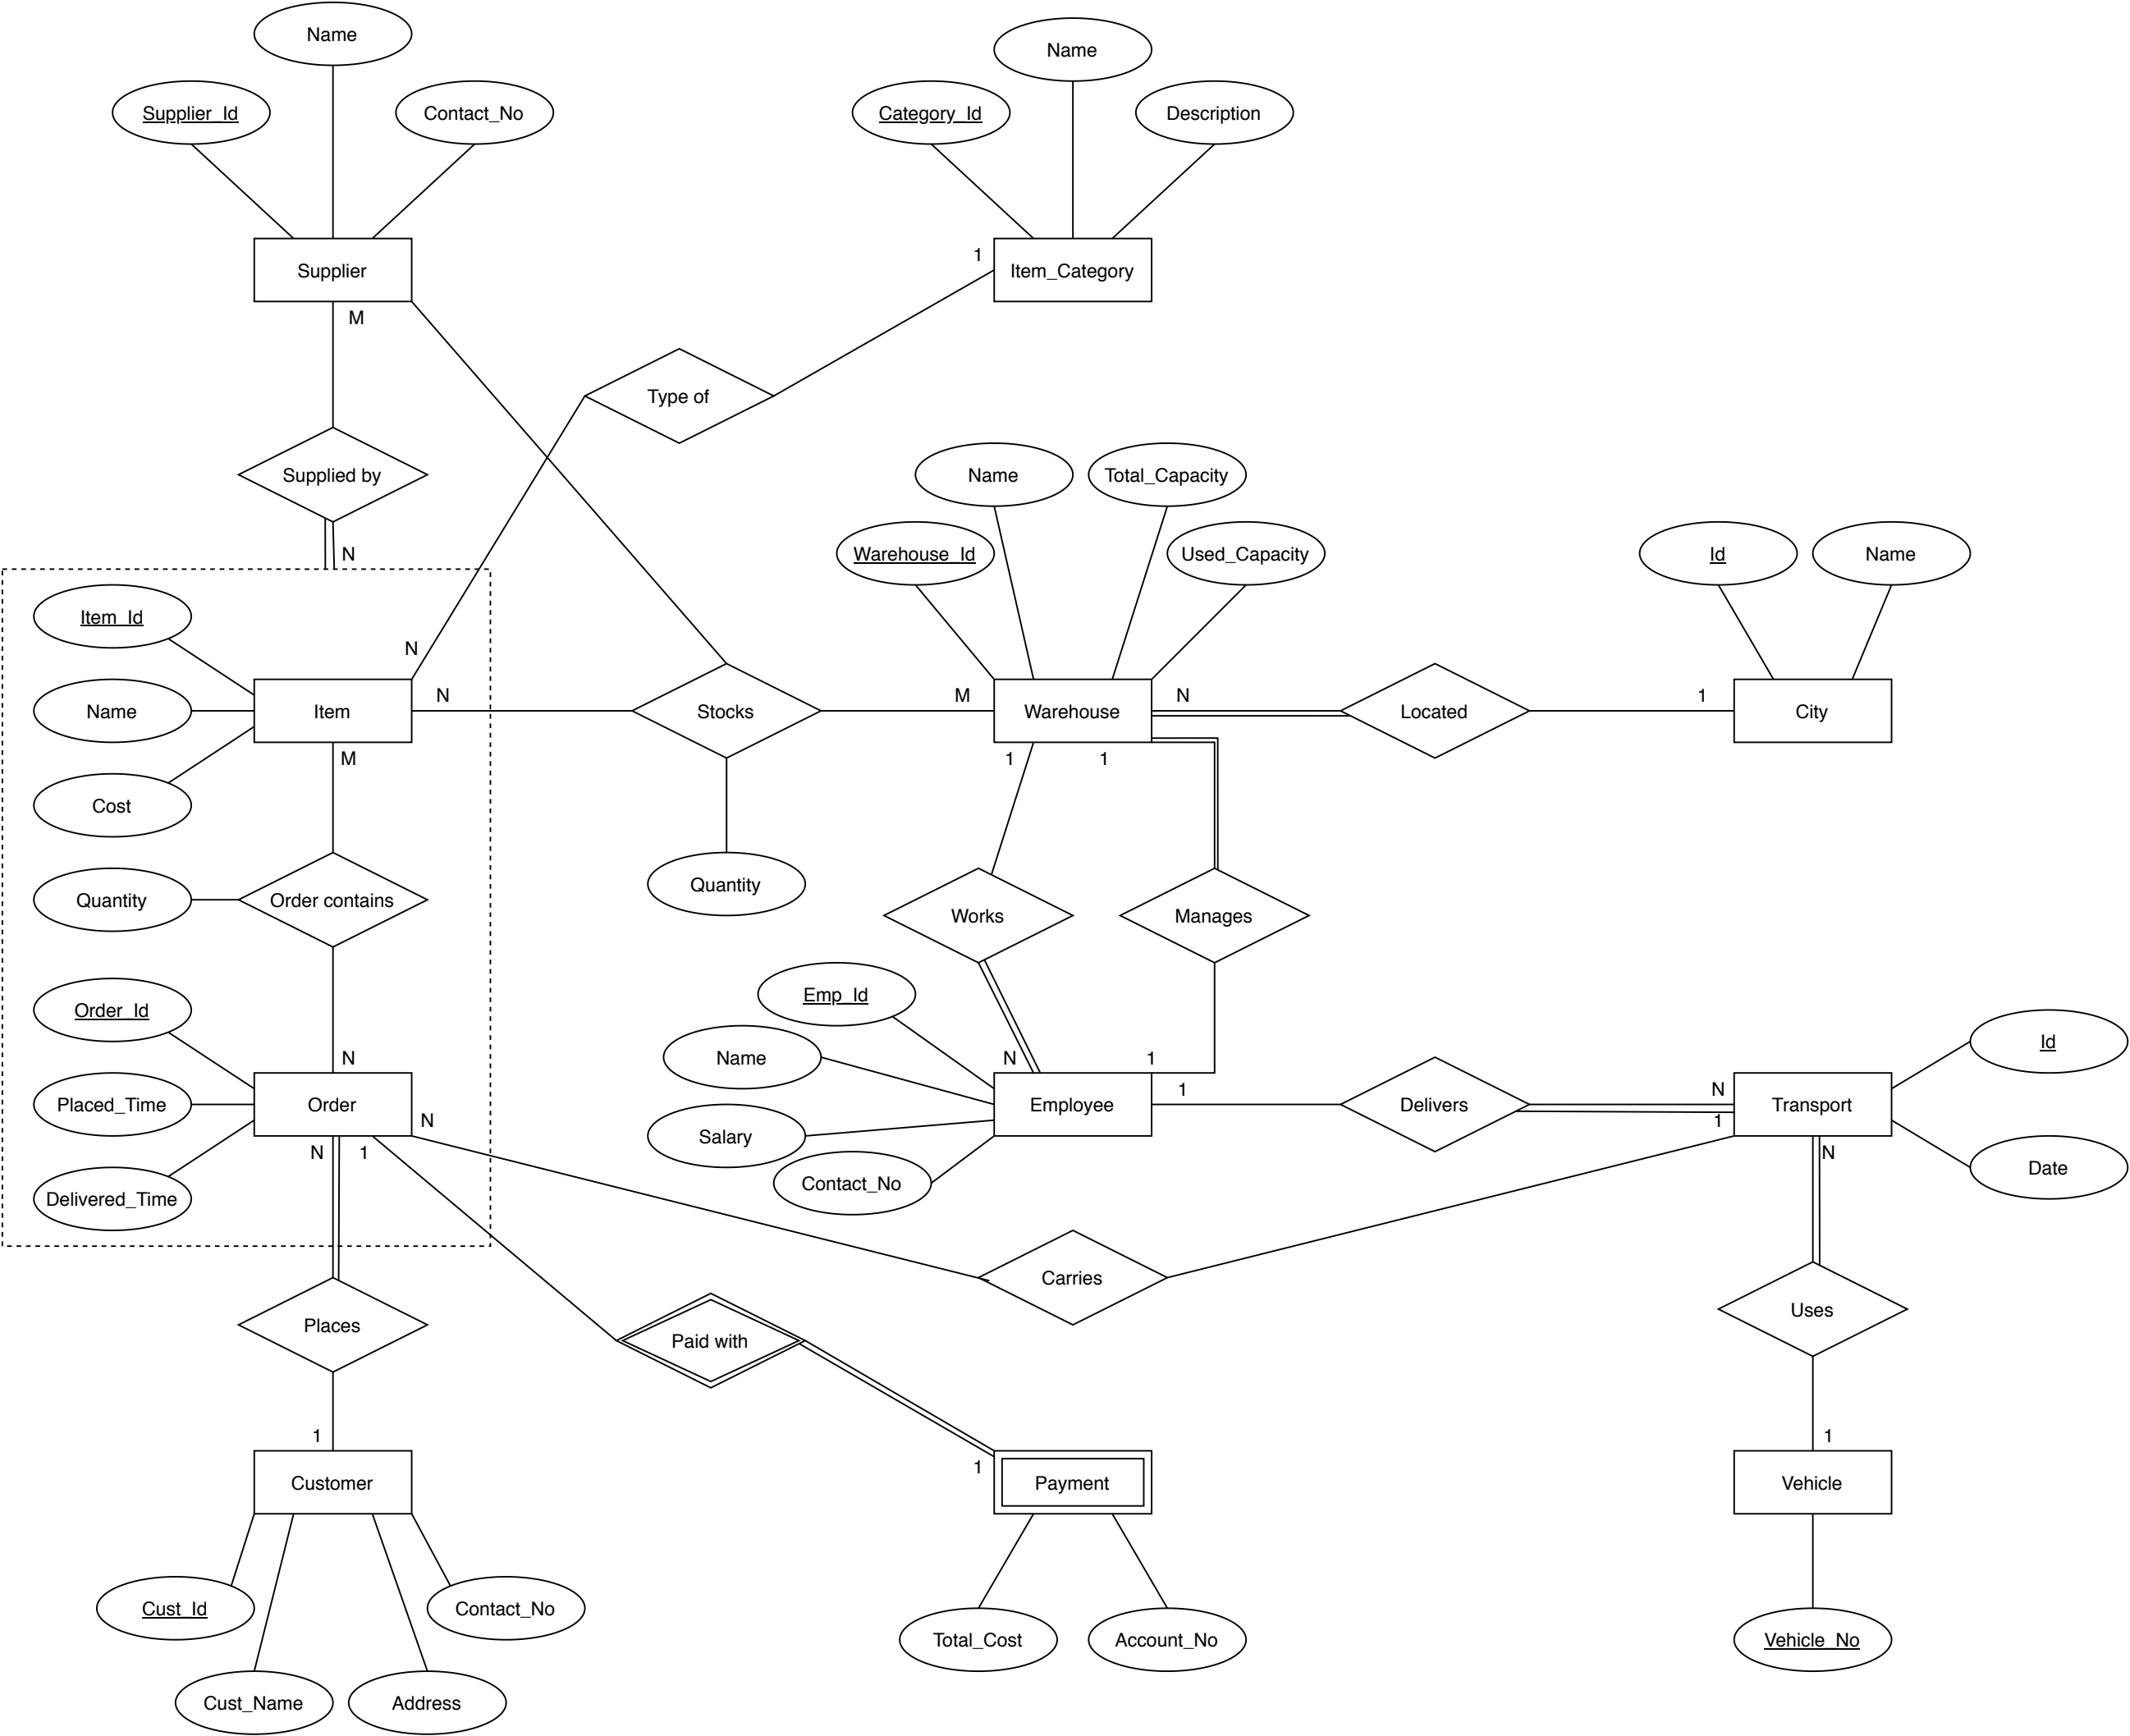 Name
Name
Supplier_Id
Contact_No
Category_Id
Description
Supplier
1
Item_Category
M
Type of
Supplied by
Name
Total_Capacity
N
Warehouse_Id
Used_Capacity
Id
Name
Item_Id
N
N
M
N
1
Name
Item
Stocks
Warehouse
Located
City
M
1
1
Cost
Quantity
Quantity
Order contains
Works
Manages
Emp_Id
Order_Id
Name
N
N
1
1
N
Id
Placed_Time
Order
Employee
Delivers
Transport
N
1
Salary
N
1
N
Date
Contact_No
Delivered_Time
Carries
Uses
Places
Paid with
1
1
1
Customer
Payment
Vehicle
Cust_Id
Contact_No
Total_Cost
Account_No
Vehicle_No
Cust_Name
Address